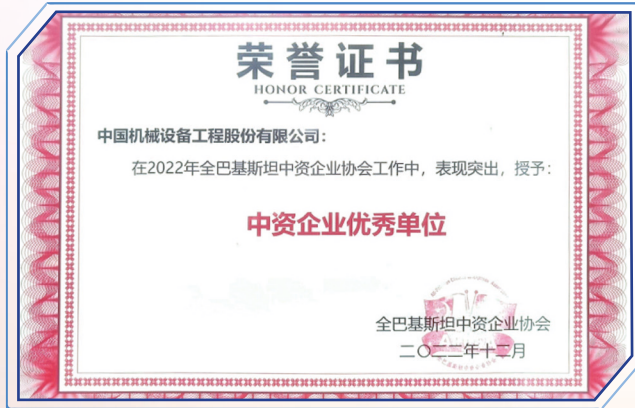 荣誉证书
HONOR CERTIFICATE
中国机械设备工程股份有限公司：
在2022年全巴基斯坦中资企业协会工作中，表现突出，授予：
中资企业优秀单位
全巴基斯坦中资企业协会
二〇二二年十二月